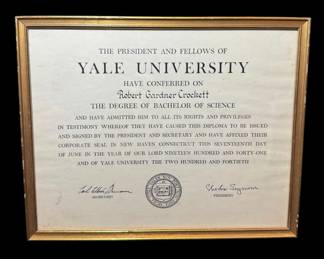 THE PRESIDENT AND FELLOWS OF
YALE UNIVERSITY
HAVE CONFERRED ON
Robert Gardner Crockett
THE DEGREE OF BACHELOR OF SCIENCE
AND HAVE ADMITTED HIM TO ALL ITS RIGHTS AND PRIVILEGES
IN TESTIMONY WHEREOF THEY HAVE CAUSED THIS DIPLOMA TO BE ISSUED
AND SIGNED BY THE PRESIDENT AND SECRETARY AND HAVE AFFIXED THEIR
CORPORATE SEAL IN NEW HAVEN CONNECTICUT THIS SEVENTEENTH DAY
OF JUNE IN THE YEAR OF OUR LORD NINETEEN HUNDRED AND FORTY-ONE
AND OF YALE UNIVERSITY THE TWO HUNDRED AND FORTIETH
Charles Seymour
SECRETARY
PRESIDENT